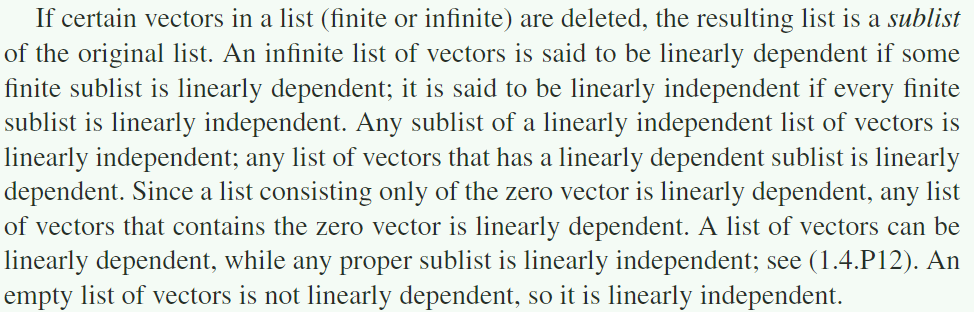 If certain vectors in a list (finite or infinite) are deleted, the resulting list is a sublist
of the original list. An infinite list of vectors is said to be linearly dependent if some
finite sublist is linearly dependent; it is said to be linearly independent if every finite
sublist is linearly independent. Any sublist of a linearly independent list of vectors is
linearly independent; any list of vectors that has a linearly dependent sublist is linearly
dependent. Since a list consisting only of the zero vector is linearly dependent, any list
of vectors that contains the zero vector is linearly dependent. A list of vectors can be
linearly dependent, while any proper sublist is linearly independent; see (1.4.P12). An
empty list of vectors is not linearly dependent, so it is linearly independent.